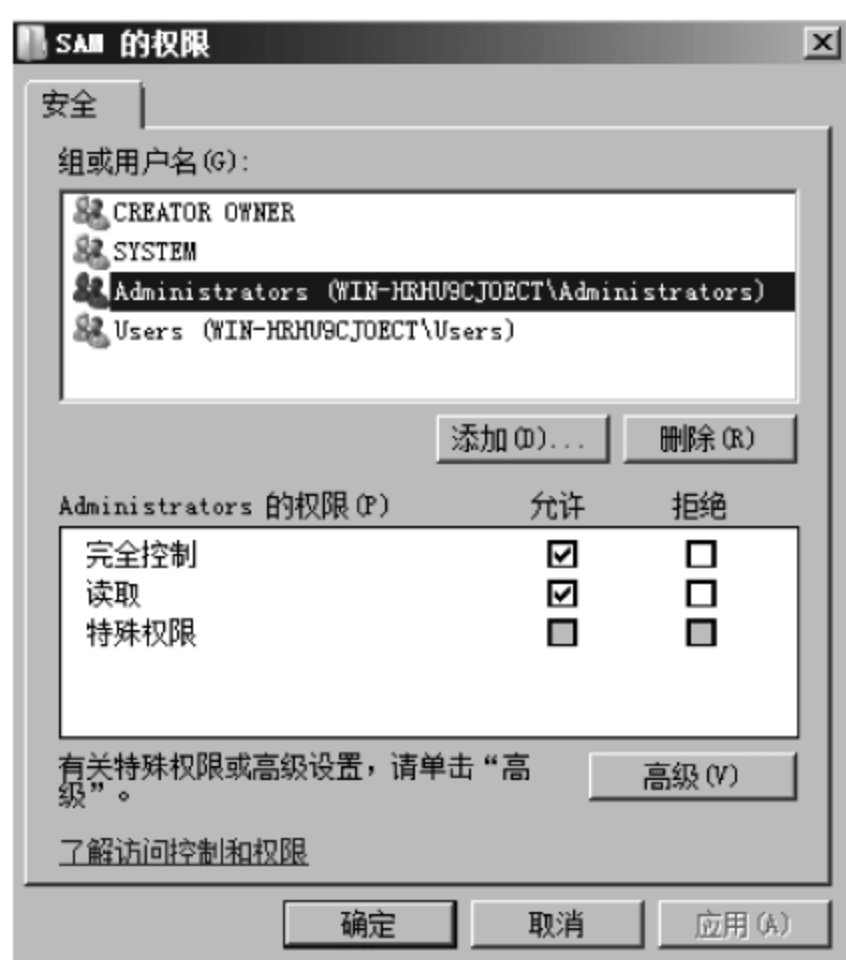 SAM 的权限
安全
组或用户名(G):
CREATOR OWNER
SYSTEM
Administrators (WIN-HRHU9CJOECT\Administrators)
Users (WIN-HRHU9CJOECT\Users)
添加(D)... 删除(R)
Administrators 的权限(P) 允许 拒绝
完全控制
读取
特殊权限
有关特殊权限或高级设置，请单击“高
级”。
高级(V)
了解访问控制和权限
确定 取消 应用(A)